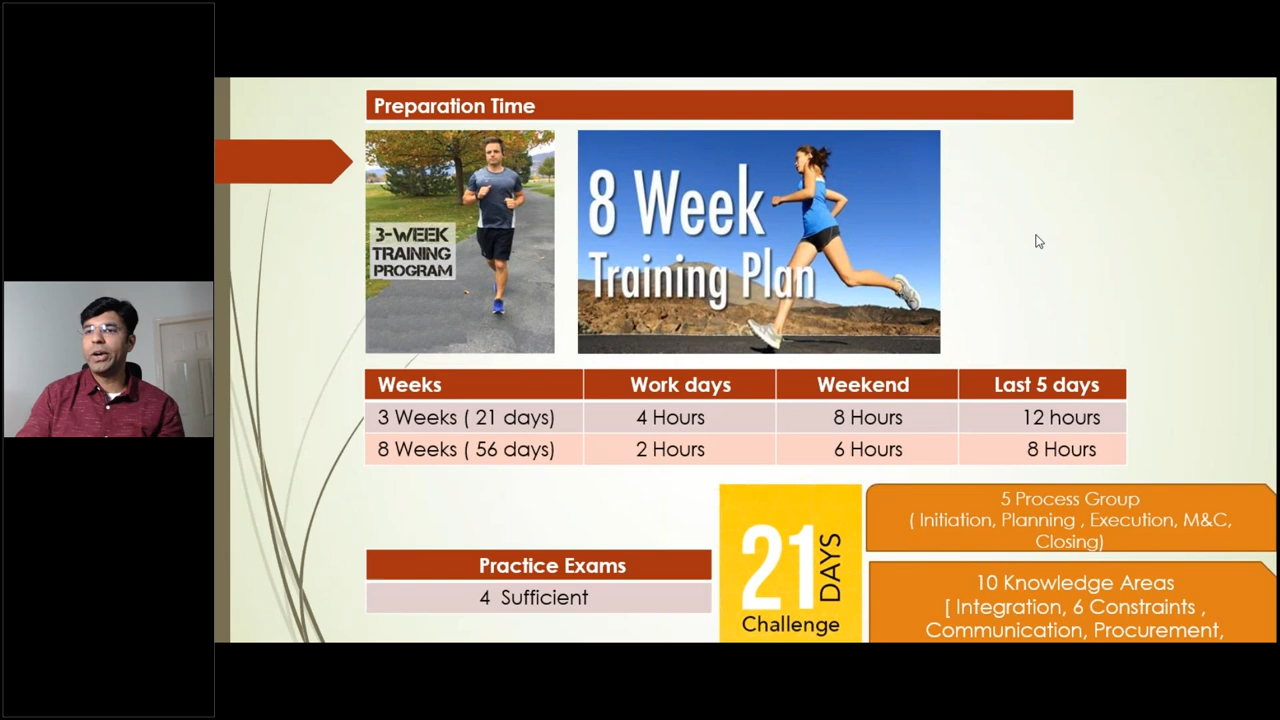 Preparation Time
3-WEEK
TRAINING
PROGRAM
8 Week
Training Plan
Weeks Work days Weekend Last 5 days
3 Weeks ( 21 days) 4 Hours 8 Hours 12 hours
8 Weeks ( 56 days) 2 Hours 6 Hours 8 Hours
Practice Exams
4 Sufficient
21 DAYS
Challenge
5 Process Group
( Initiation, Planning , Execution, M&C,
Closing)
10 Knowledge Areas
[ Integration, 6 Constraints ,
Communication, Procurement,